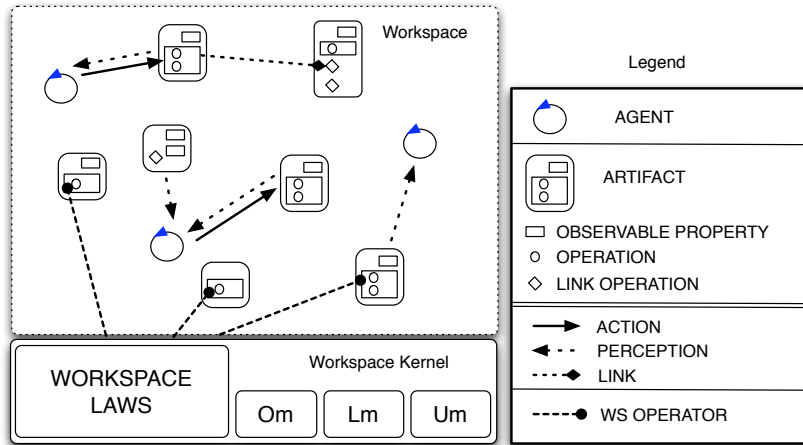 Workspace
Workspace Kernel
WORKSPACE
LAWS
Om
Lm
Um
Legend
AGENT
ARTIFACT
OBSERVABLE PROPERTY
OPERATION
LINK OPERATION
ACTION
PERCEPTION
LINK
WS OPERATOR